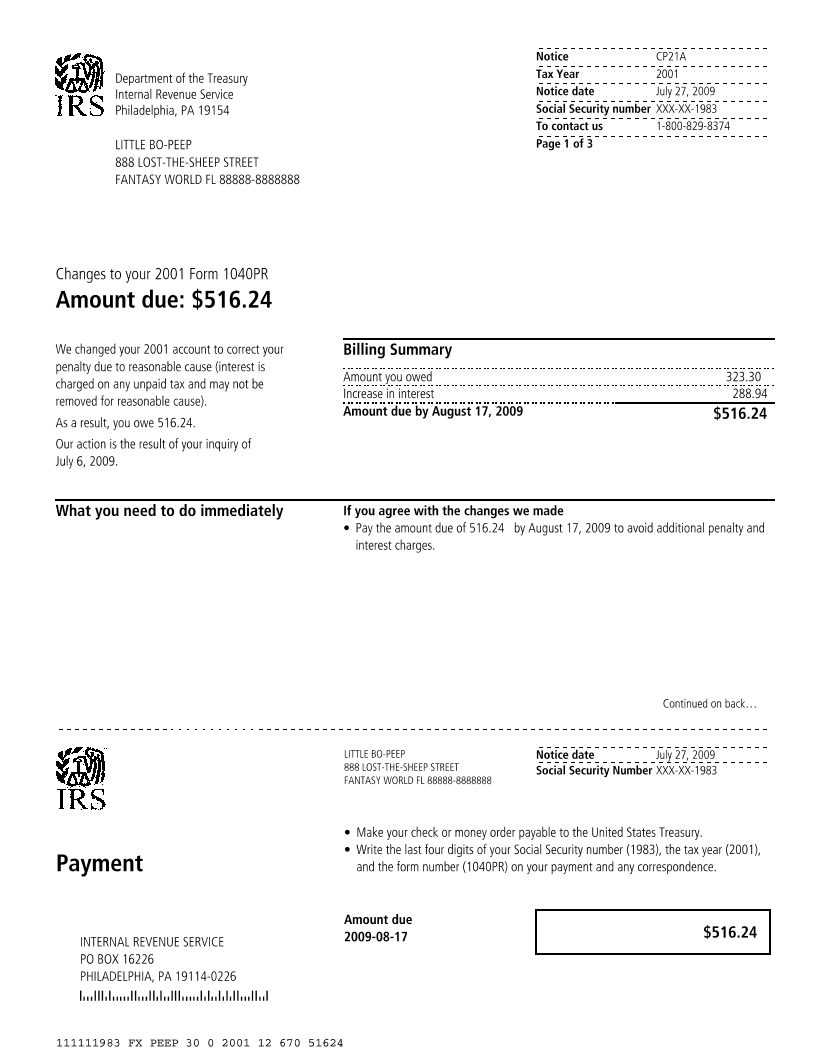 IRS
Department of the Treasury
Internal Revenue Service
Philadelphia, PA 19154
LITTLE BO-PEEP
888 LOST-THE-SHEEP STREET
FANTASY WORLD FL 88888-8888888
Notice CP21A
Tax Year 2001
Notice date July 27, 2009
Social Security number XXX-XX-1983
To contact us 1-800-829-8374
Page 1 of 3
Changes to your 2001 Form 1040PR
Amount due: $516.24
We changed your 2001 account to correct your
penalty due to reasonable cause (interest is
charged on any unpaid tax and may not be
removed for reasonable cause).
As a result, you owe 516.24.
Our action is the result of your inquiry of
July 6, 2009.
Billing Summary
Amount you owed 323.30
Increase in interest 288.94
Amount due by August 17, 2009 $516.24
What you need to do immediately
If you agree with the changes we made
• Pay the amount due of 516.24 by August 17, 2009 to avoid additional penalty and
interest charges.
Continued on back…
IRS
LITTLE BO-PEEP
888 LOST-THE-SHEEP STREET
FANTASY WORLD FL 88888-8888888
Notice date July 27, 2009
Social Security Number XXX-XX-1983
Payment
• Make your check or money order payable to the United States Treasury.
• Write the last four digits of your Social Security number (1983), the tax year (2001),
and the form number (1040PR) on your payment and any correspondence.
Amount due
2009-08-17
$516.24
INTERNAL REVENUE SERVICE
PO BOX 16226
PHILADELPHIA, PA 19114-0226
111111983 FX PEEP 30 0 2001 12 670 51624